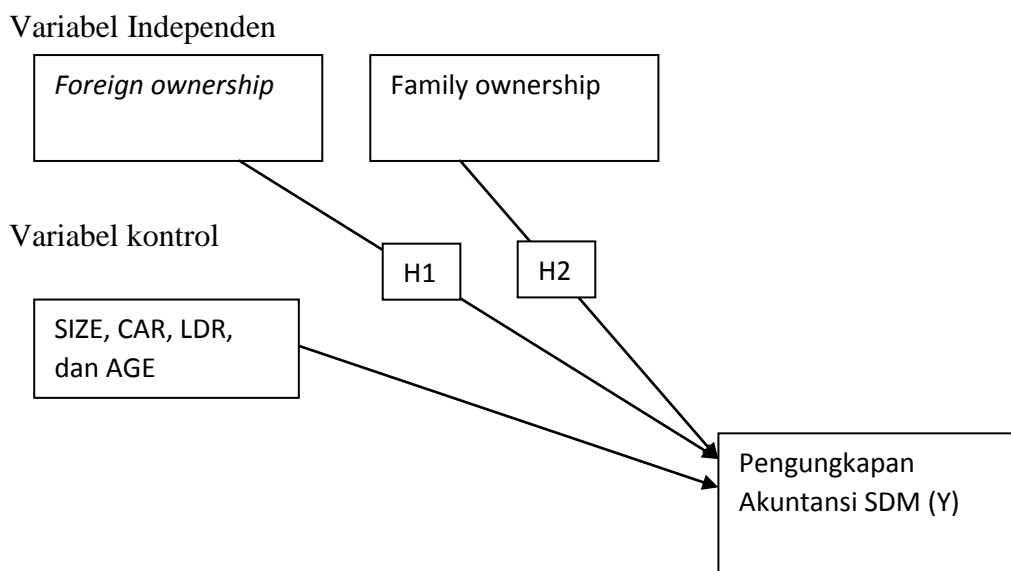 Variabel Independen
Foreign ownership
Family ownership
Variabel kontrol
H1
H2
SIZE, CAR, LDR,
dan AGE
Pengungkapan
Akuntansi SDM (Y)